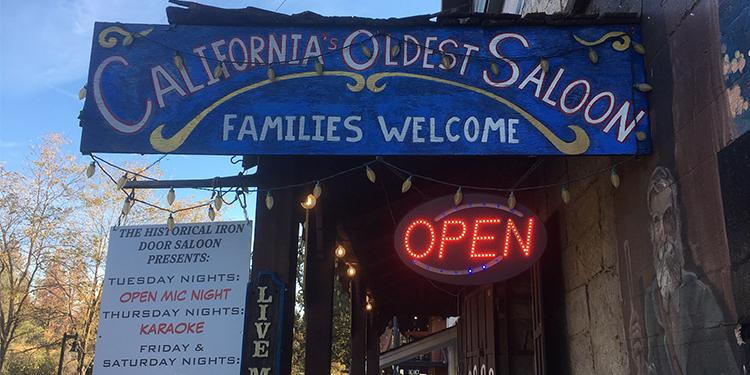 CALIFORNIA's OLDEST SALOON
FAMILIES WELCOME
OPEN
THE HISTORICAL IRON
DOOR SALOON
PRESENTS:
TUESDAY NIGHTS:
OPEN MIC NIGHT
THURSDAY NIGHTS:
KARAOKE
FRIDAY &
SATURDAY NIGHTS:
LIVE M